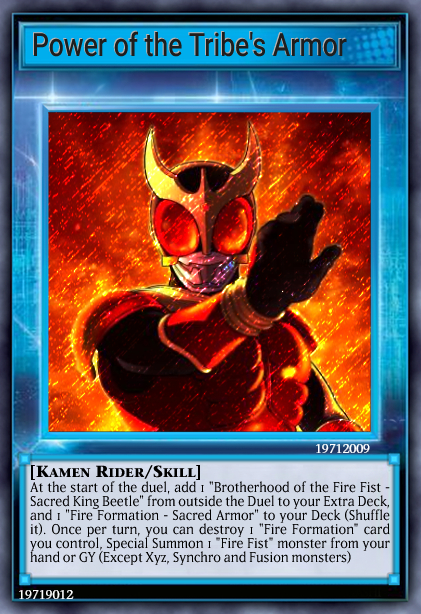 Power of the Tribe's Armor
19712009
[Kamen Rider/Skill]
At the start of the duel, add 1 "Brotherhood of the Fire Fist -
Sacred King Beetle" from outside the Duel to your Extra Deck,
and 1 "Fire Formation - Sacred Armor" to your Deck (Shuffle
it). Once per turn, you can destroy 1 "Fire Formation" card
you control, Special Summon 1 "Fire Fist" monster from your
hand or GY (Except Xyz, Synchro and Fusion monsters)
19719012